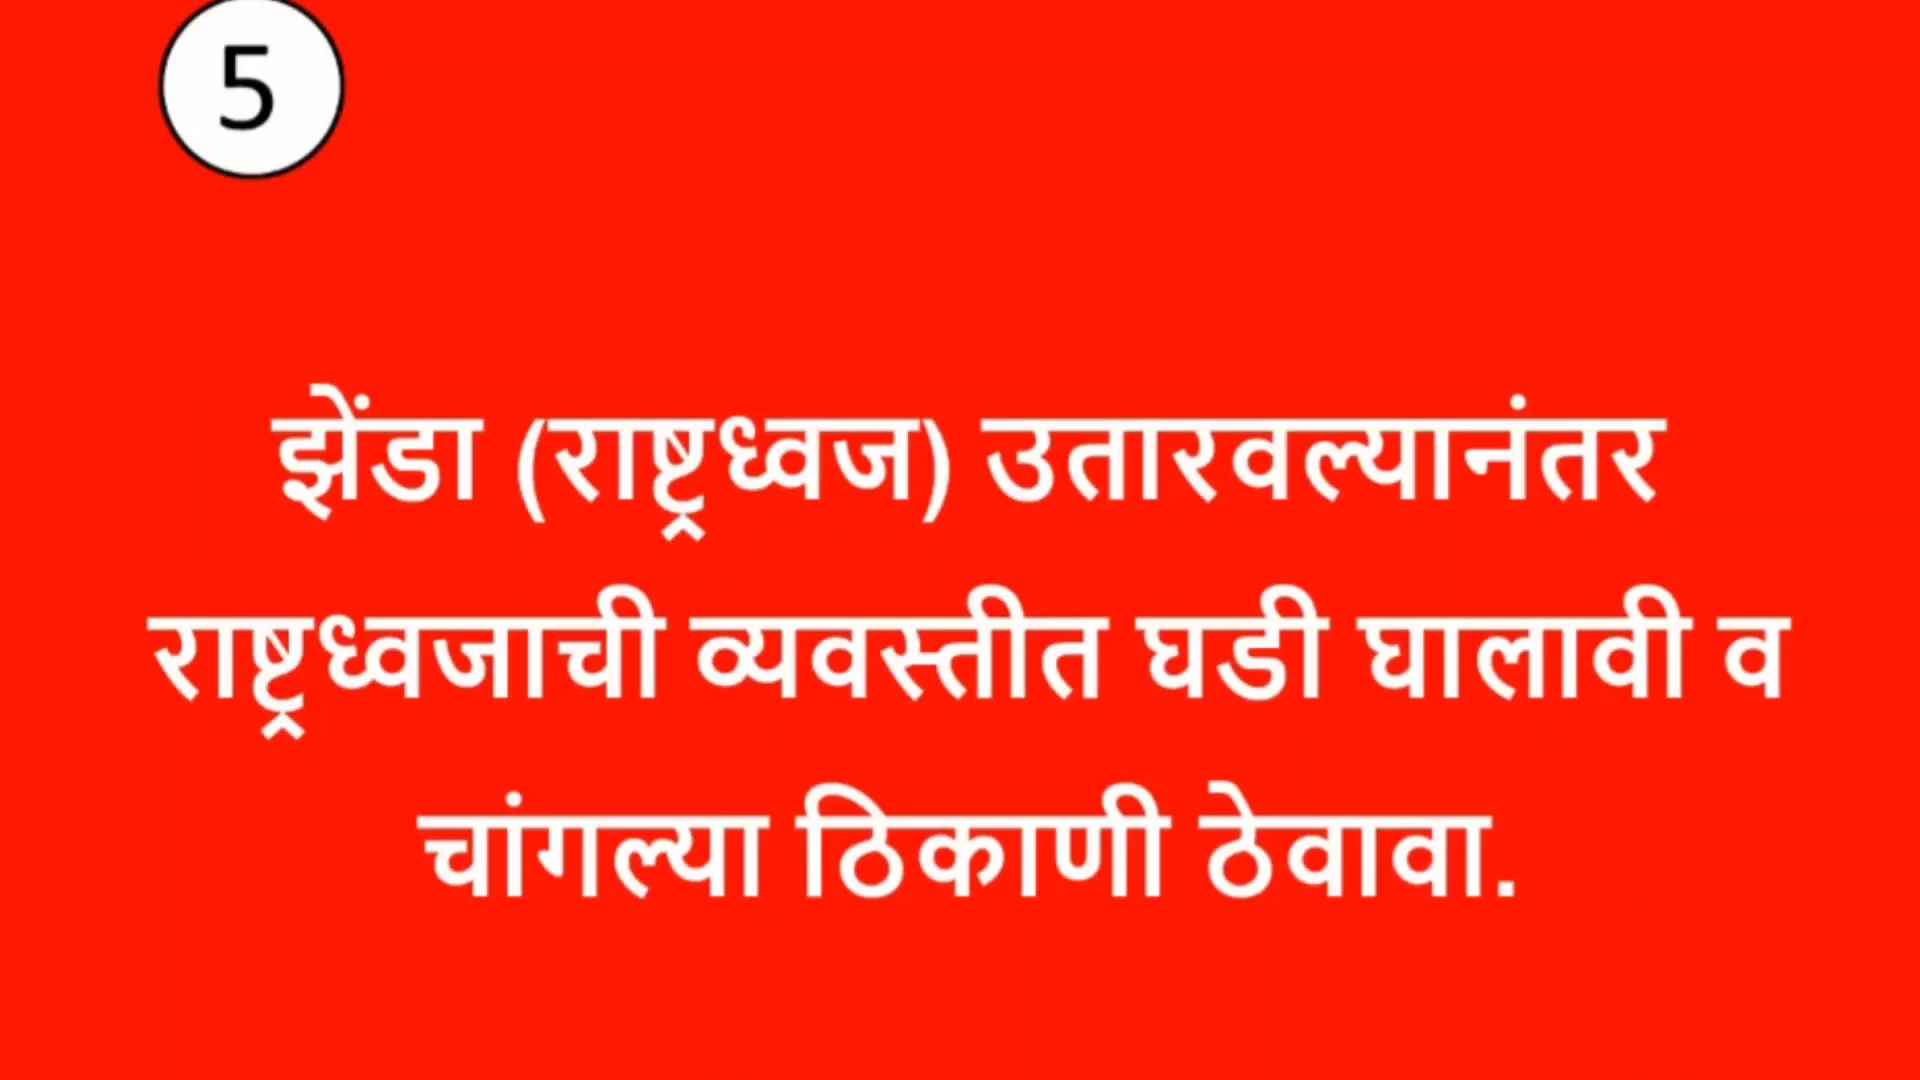 5
झेंडा (राष्ट्रध्वज) उतारवल्यानंतर
राष्ट्रध्वजाची व्यवस्तीत घडी घालावी व
चांगल्या ठिकाणी ठेवावा.